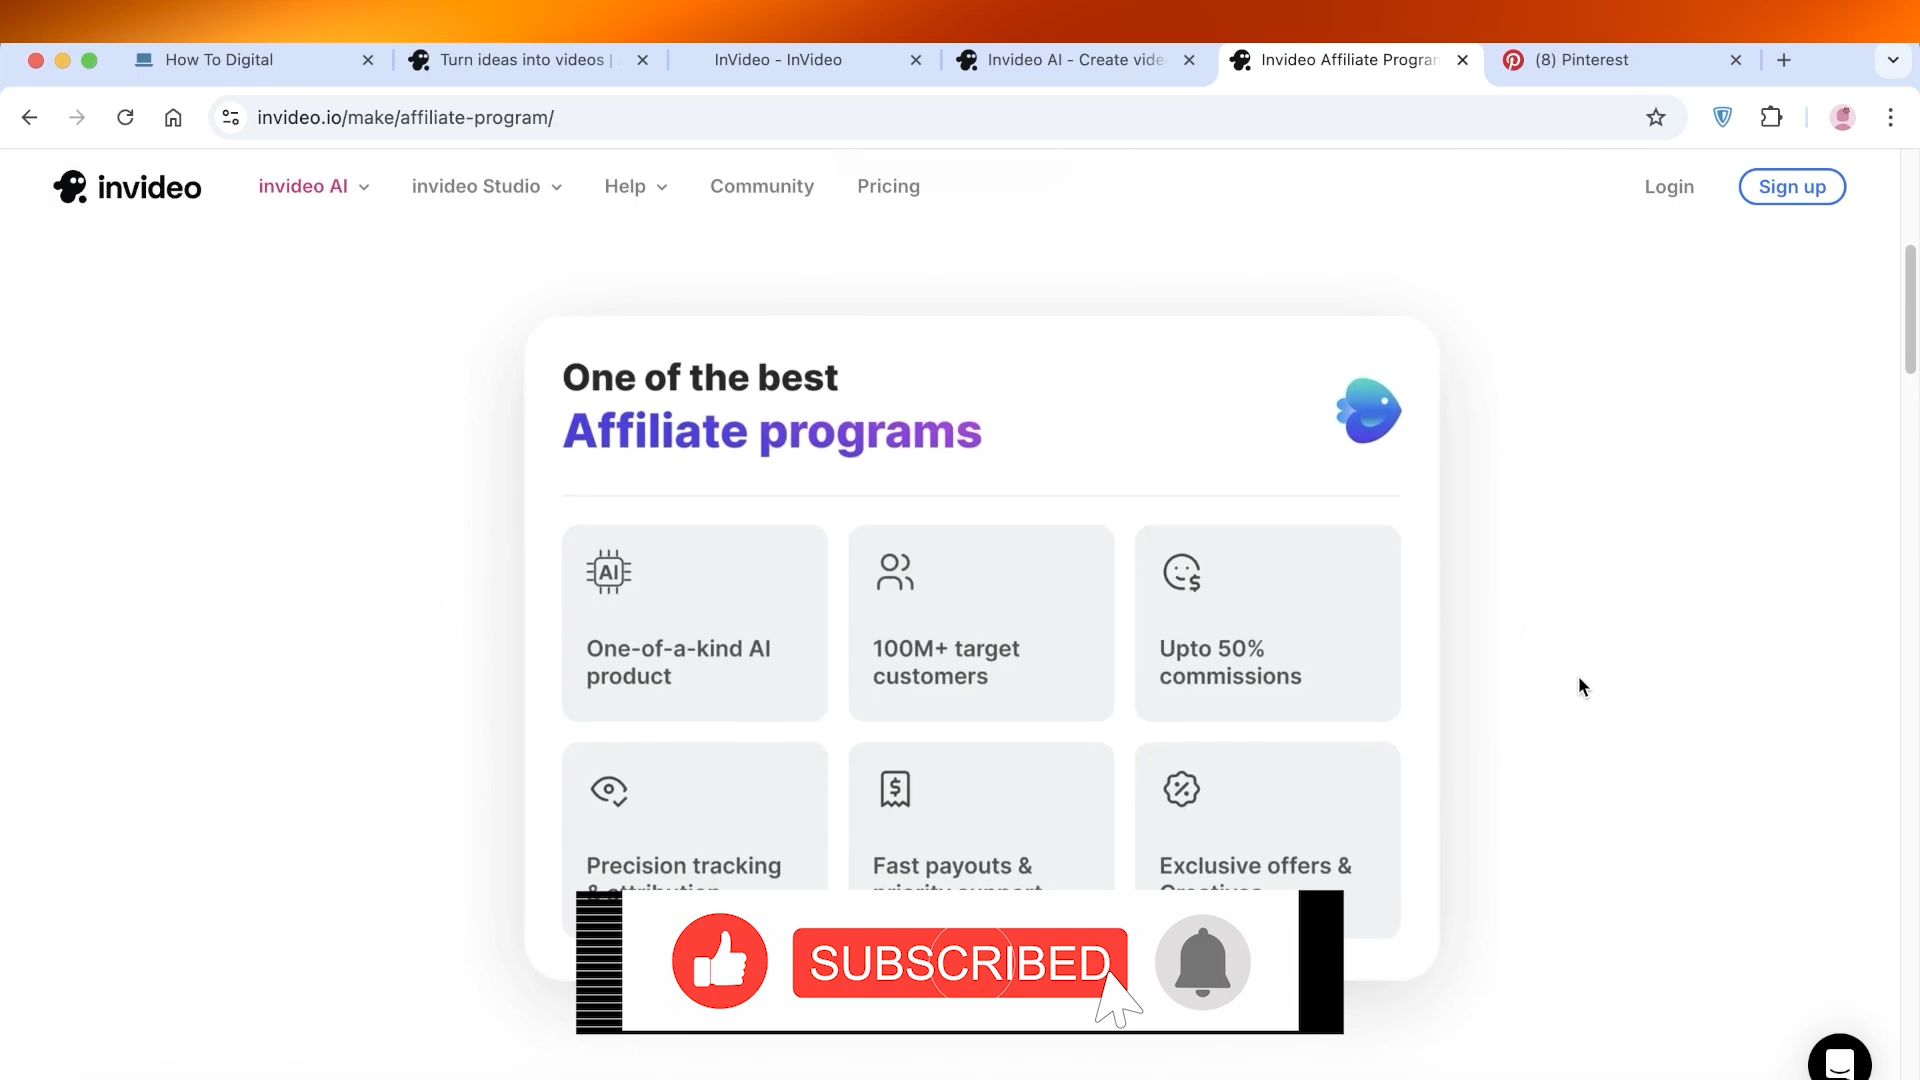 How To Digital
Turn ideas into videos |
InVideo - InVideo
Invideo AI - Create vide
Invideo Affiliate Progran
(8) Pinterest
invideo.io/make/affiliate-program/
invideo
invideo AI
invideo Studio
Help
Community
Pricing
Login
Sign up
One of the best
Affiliate programs
AI
One-of-a-kind AI
product
100M+ target
customers
Upto 50%
commissions
Precision tracking
Fast payouts &
Exclusive offers &
SUBSCRIBED